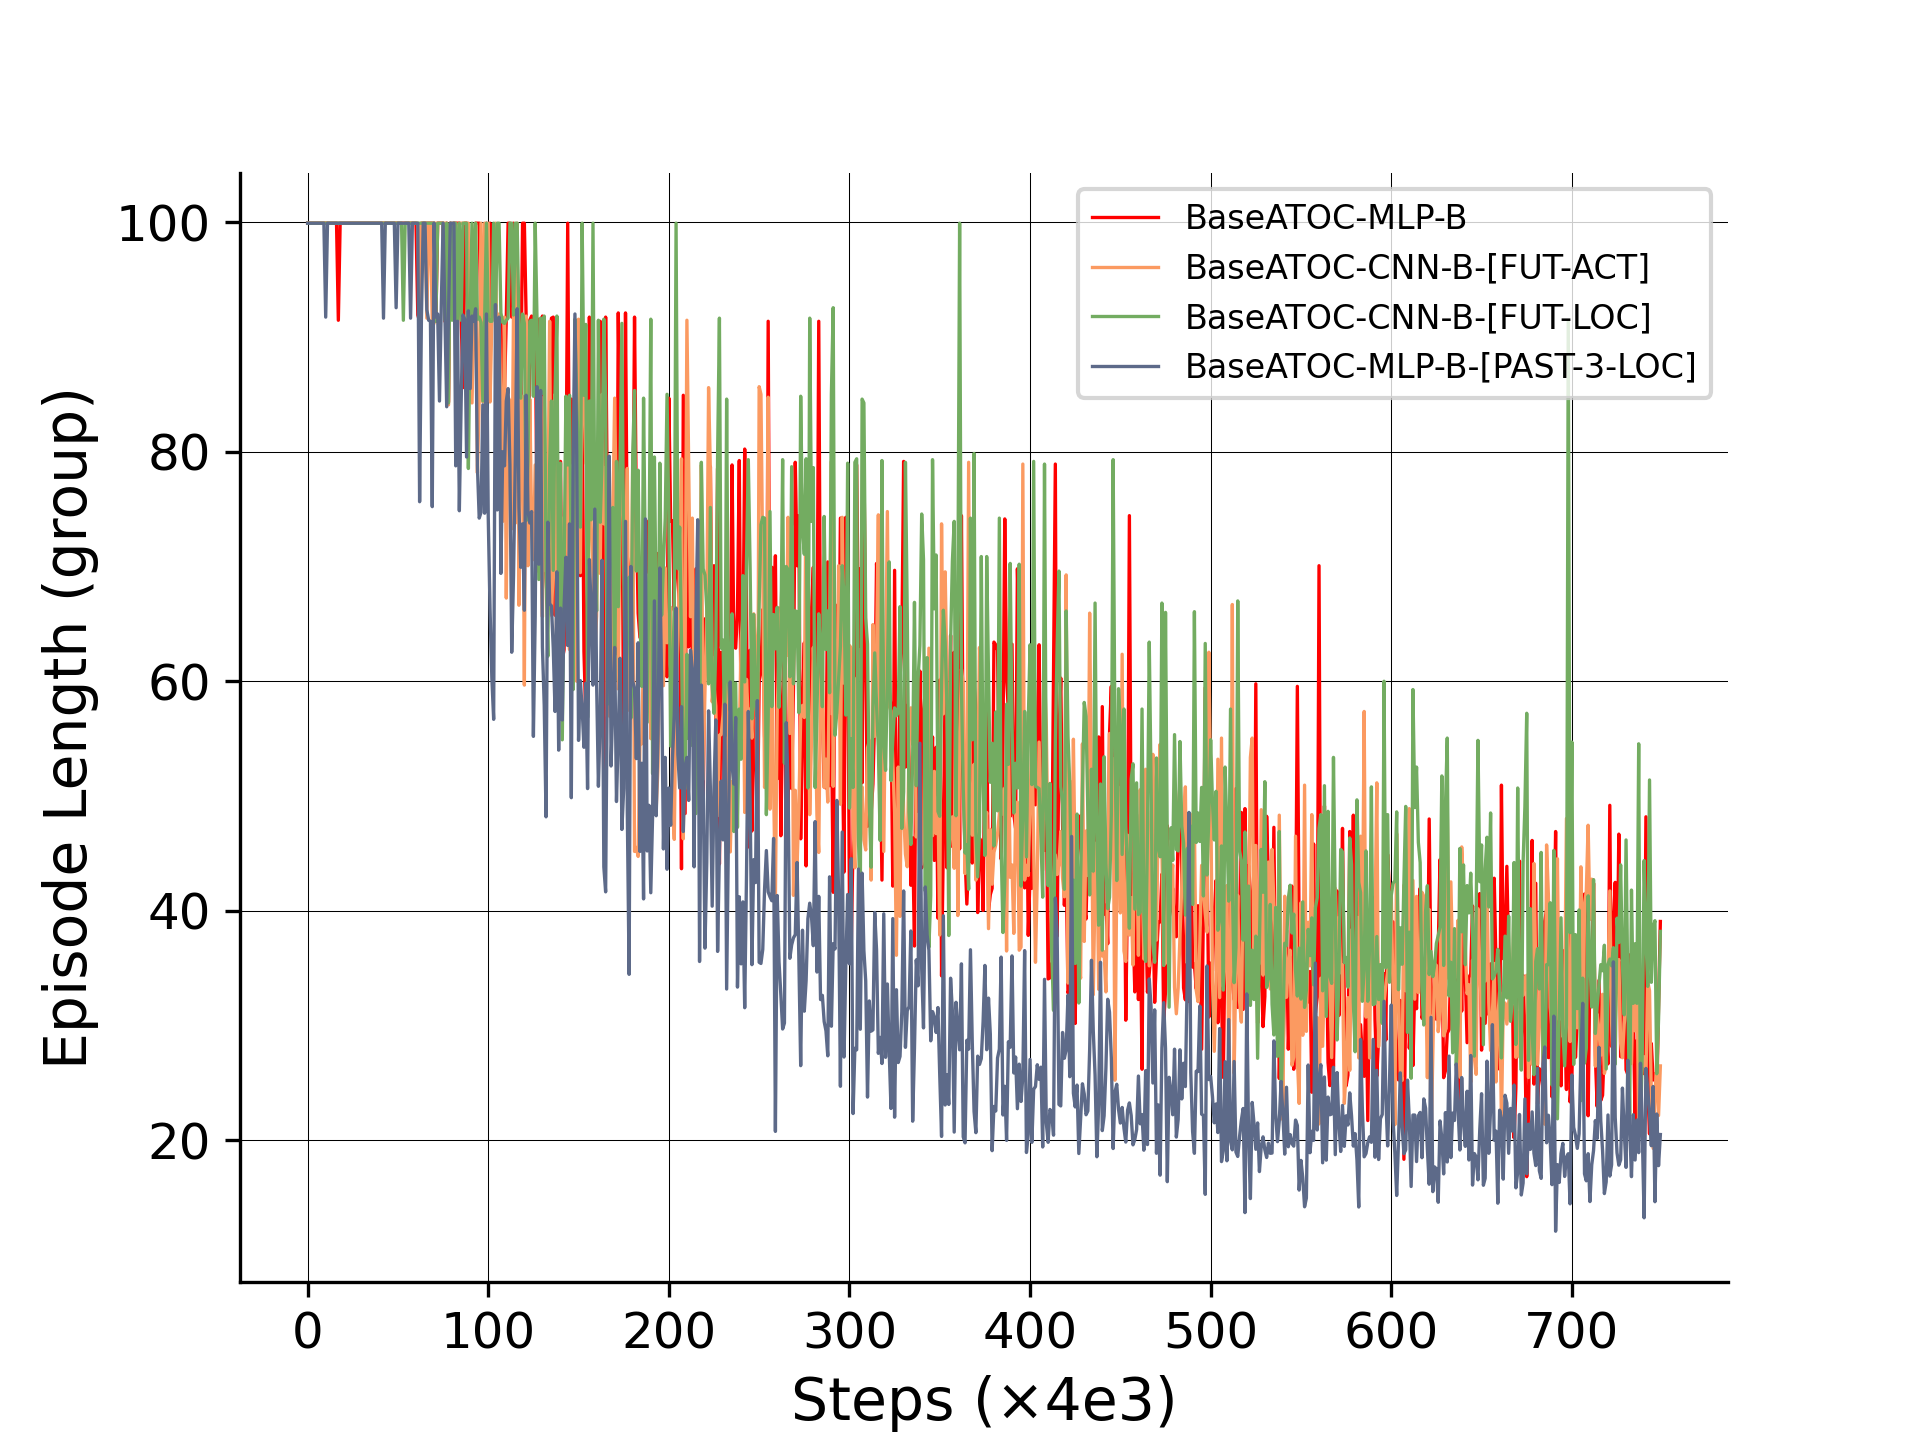 BaseATOC-MLP-B
BaseATOC-CNN-B-[FUT-ACT]
BaseATOC-CNN-B-[FUT-LOC]
BaseATOC-MLP-B-[PAST-3-LOC]
Episode Length (group)
100
80
60
40
20
0 100 200 300 400 500 600 700
Steps (×4e3)